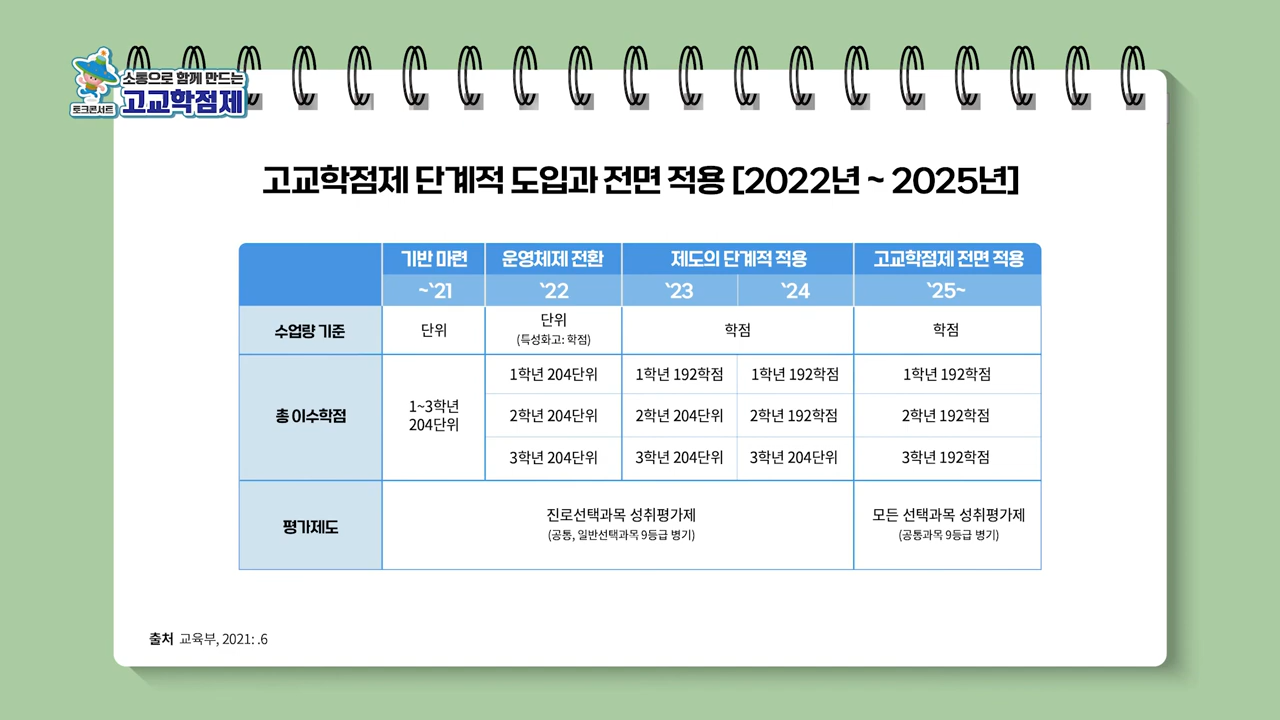 소통으로 함께 만드는
토크콘서트
고교학점제
고교학점제 단계적 도입과 전면 적용 [2022년 ~ 2025년]
기반 마련 운영체제 전환 제도의 단계적 적용 고교학점제 전면 적용
~`21 `22 `23 `24 `25~
수업량 기준 단위 단위 학점 학점
(특성화고: 학점)
1학년 204단위 1학년 192학점 1학년 192학점 1학년 192학점
총 이수학점 1~3학년 2학년 204단위 2학년 204단위 2학년 192학점 2학년 192학점
204단위
3학년 204단위 3학년 204단위 3학년 204단위 3학년 192학점
평가제도 진로선택과목 성취평가제 모든 선택과목 성취평가제
(공통, 일반선택과목 9등급 병기) (공통과목 9등급 병기)
출처 교육부, 2021: .6